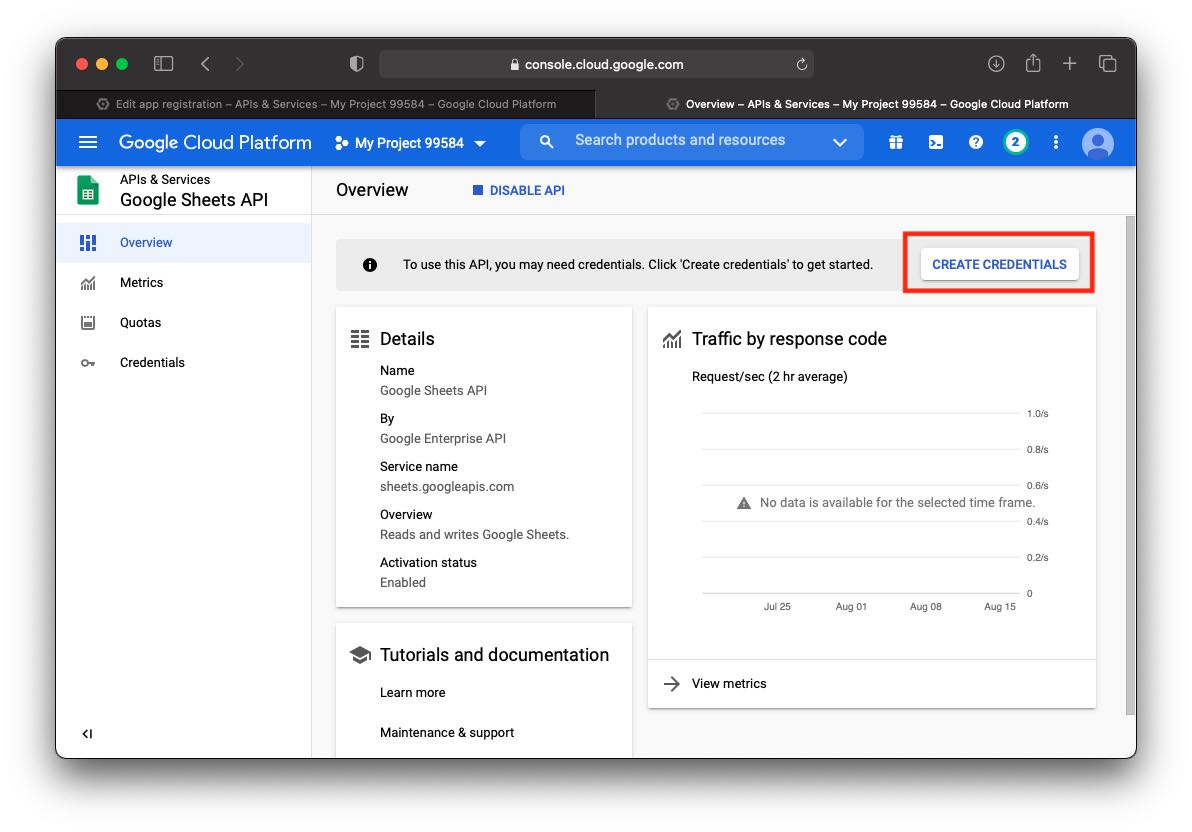 console.cloud.google.com
Edit app registration – APIs & Services – My Project 99584 – Google Cloud Platform
Overview – APIs & Services – My Project 99584 – Google Cloud Platform
Google Cloud Platform
My Project 99584
Search products and resources
2
APIs & Services
Google Sheets API
Overview
Metrics
Quotas
Credentials
Overview
DISABLE API
To use this API, you may need credentials. Click 'Create credentials' to get started.
CREATE CREDENTIALS
Details
Name
Google Sheets API
By
Google Enterprise API
Service name
sheets.googleapis.com
Overview
Reads and writes Google Sheets.
Activation status
Enabled
Tutorials and documentation
Learn more
Maintenance & support
Traffic by response code
Request/sec (2 hr average)
1.0/s
0.8/s
0.6/s
No data is available for the selected time frame.
0.4/s
0.2/s
0
Jul 25 Aug 01 Aug 08 Aug 15
View metrics